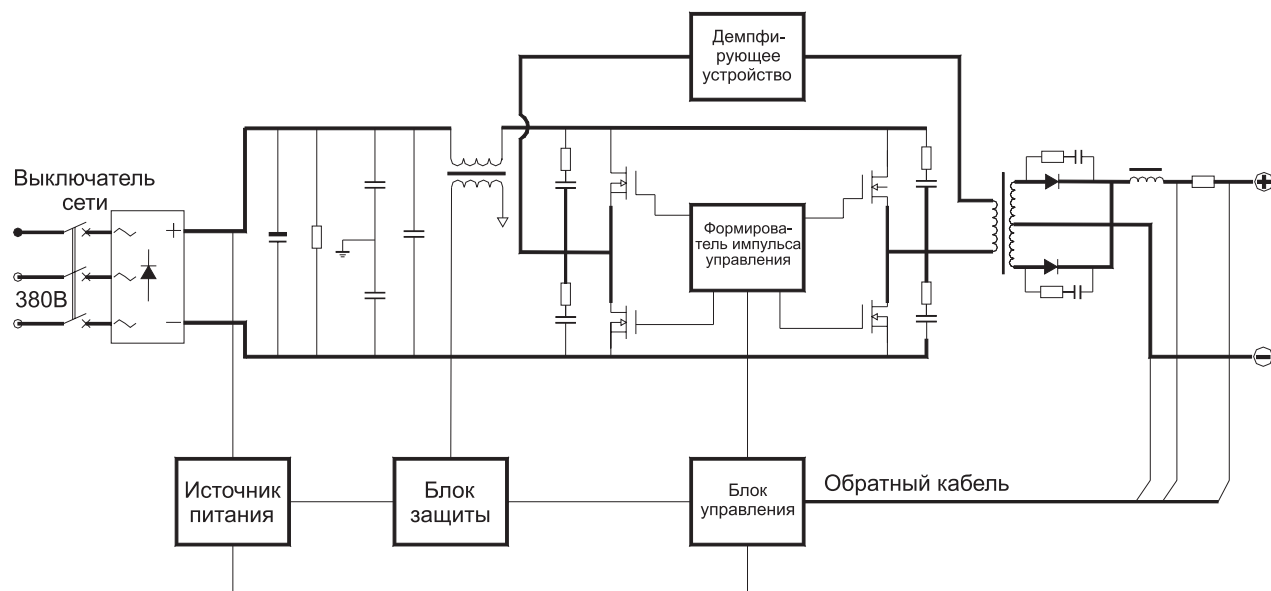 Демпфи-
рующее
устройство
Выключатель
сети
+
−
380В
Формирова-
тель импульса
управления
+
−
Источник
питания
Блок
защиты
Блок
управления
Обратный кабель